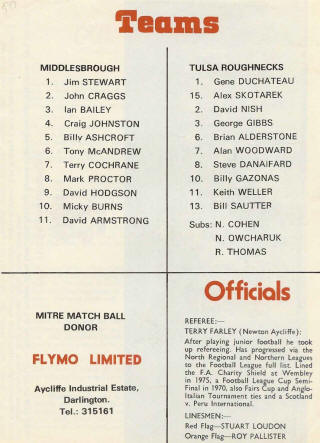 Teams
MIDDLESBROUGH
1. Jim STEWART
2. John CRAGGS
3. Ian BAILEY
4. Craig JOHNSTON
5. Billy ASHCROFT
6. Tony McANDREW
7. Terry COCHRANE
8. Mark PROCTOR
9. David HODGSON
10. Micky BURNS
11. David ARMSTRONG
TULSA ROUGHNECKS
1. Gene DUCHATEAU
15. Alex SKOTAREK
2. David NISH
3. George GIBBS
6. Brian ALDERSTONE
7. Alan WOODWARD
8. Steve DANAIFARD
10. Billy GAZONAS
11. Keith WELLER
13. Bill SAUTTER
Subs: N. COHEN
N. OWCHARUK
R. THOMAS
MITRE MATCH BALL
DONOR
FLYMO LIMITED
Aycliffe Industrial Estate,
Darlington.
Tel.: 315161
Officials
REFEREE:—
TERRY FARLEY (Newton Aycliffe):
After playing junior football he took
up refereeing. Has progressed via the
North Regional and Northern Leagues
to the Football League full list. Lined
the F.A. Charity Shield at Wembley
in 1975, a Football League Cup Semi-
Final in 1970, also Fairs Cup and Anglo-
Italian Tournament ties and a Scotland
v. Peru International.
LINESMEN:—
Red Flag—STUART LOUDON
Orange Flag—ROY PALLISTER